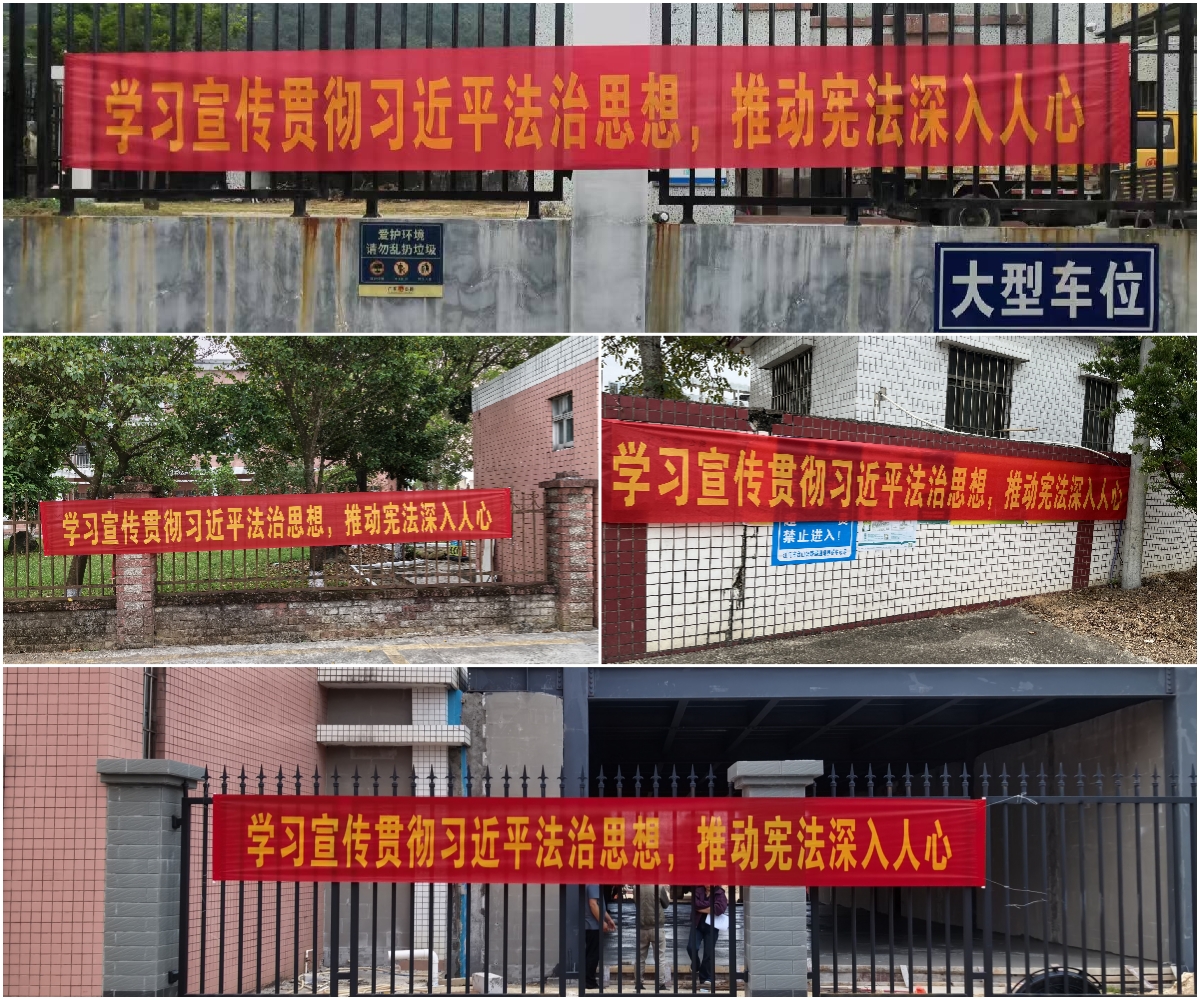 学习宣传贯彻习近平法治思想，推动宪法深入人心
爱护环境
请勿乱扔垃圾
大型车位
学习宣传贯彻习近平法治思想，推动宪法深入人心
学习宣传贯彻习近平法治思想，推动宪法深入人心
禁止进入！
学习宣传贯彻习近平法治思想，推动宪法深入人心